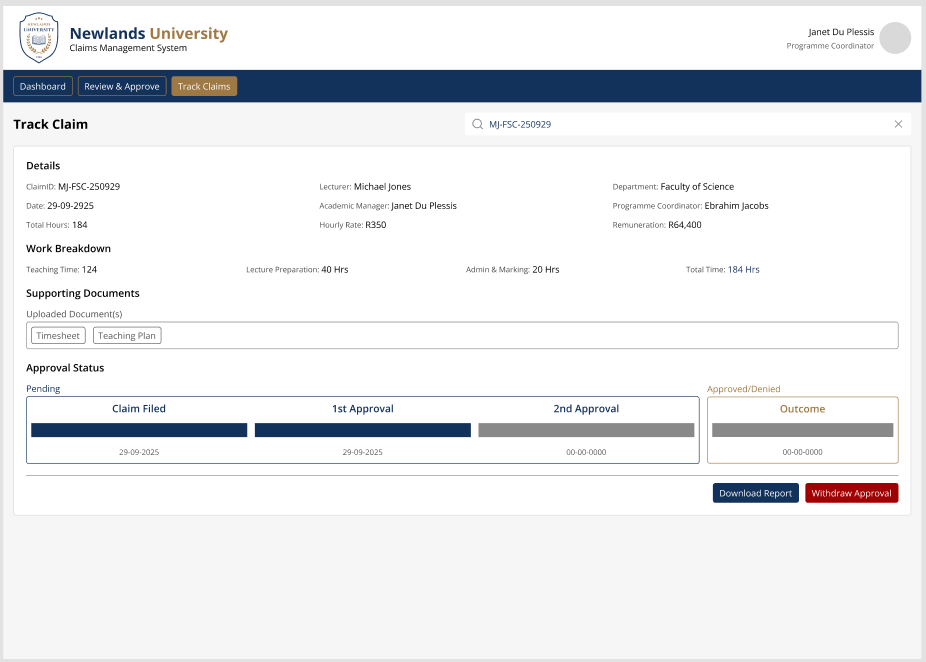 NEWLANDS
UNIVERSITY
Newlands University
Claims Management System
Janet Du Plessis
Programme Coordinator
Dashboard
Review & Approve
Track Claims
Track Claim
MJ-FSC-250929
Details
ClaimID: MJ-FSC-250929
Lecturer: Michael Jones
Department: Faculty of Science
Date: 29-09-2925
Academic Manager: Janet Du Plessis
Programme Coordinator: Ebrahim Jacobs
Total Hours: 184
Hourly Rate: R350
Remuneration: R64,400
Work Breakdown
Teaching Time: 124
Lecture Preparation: 40 Hrs
Admin & Marking: 20 Hrs
Total Time: 184 Hrs
Supporting Documents
Uploaded Document(s)
Timesheet
Teaching Plan
Approval Status
Pending
Claim Filed
1st Approval
2nd Approval
29-09-2025
29-09-2025
00-00-0000
Approved/Denied
Outcome
00-00-0000
Download Report
Withdraw Approval